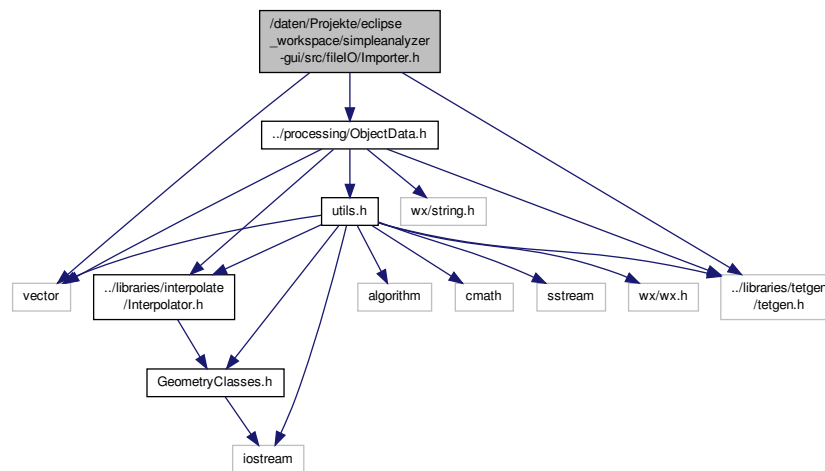 /daten/Projekte/eclipse
_workspace/simpleanalyzer
-gui/src/fileIO/Importer.h
../processing/ObjectData.h
utils.h
wx/string.h
vector
../libraries/interpolate
/Interpolator.h
algorithm
cmath
sstream
wx/wx.h
../libraries/tetgen
/tetgen.h
GeometryClasses.h
iostream